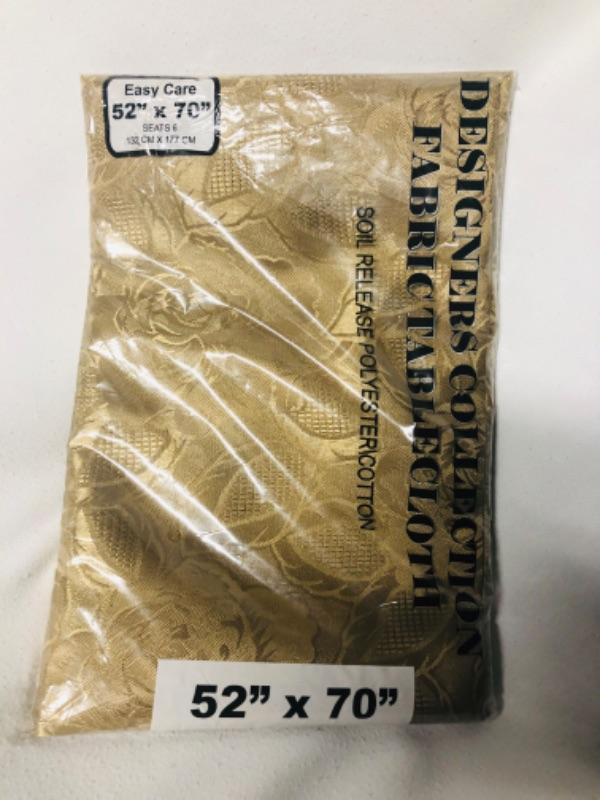 Easy Care
52” x 70”
SEATS 6
132 CM X 177 CM
DESIGNERS COLLECTION
FABRIC TABLECLOTH
SOIL RELEASE POLYESTER\COTTON
52” x 70”